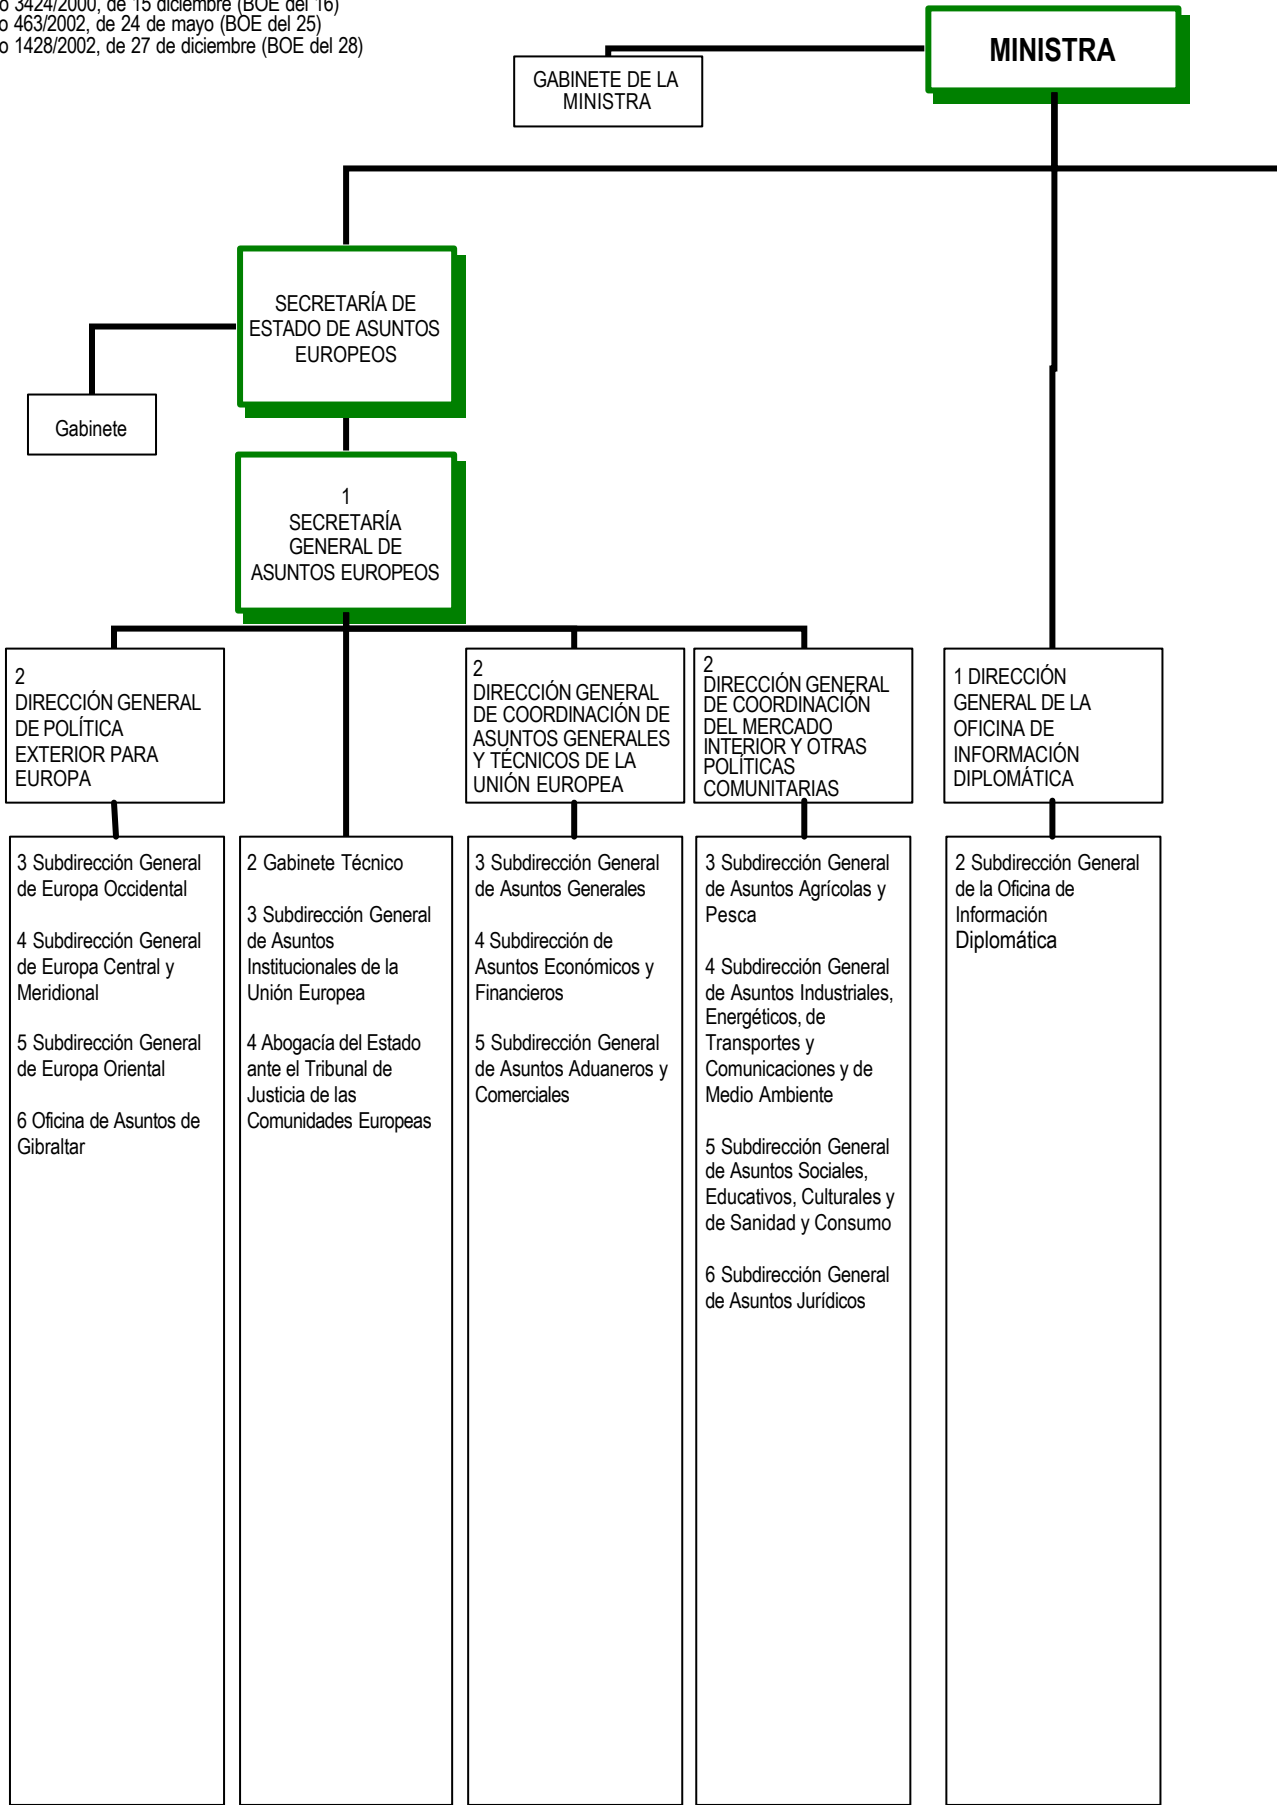 o 3424/2000, de 15 diciembre (BOE del 16)
o 463/2002, de 24 de mayo (BOE del 25)
o 1428/2002, de 27 de diciembre (BOE del 28)
MINISTRA
GABINETE DE LA
MINISTRA
SECRETARÍA DE
ESTADO DE ASUNTOS
EUROPEOS
Gabinete
1
SECRETARÍA
GENERAL DE
ASUNTOS EUROPEOS
2
DIRECCIÓN GENERAL
DE POLÍTICA
EXTERIOR PARA
EUROPA
2
DIRECCIÓN GENERAL
DE COORDINACIÓN DE
ASUNTOS GENERALES
Y TÉCNICOS DE LA
UNIÓN EUROPEA
2
DIRECCIÓN GENERAL
DE COORDINACIÓN
DEL MERCADO
INTERIOR Y OTRAS
POLÍTICAS
COMUNITARIAS
1 DIRECCIÓN
GENERAL DE LA
OFICINA DE
INFORMACIÓN
DIPLOMÁTICA
3 Subdirección General
de Europa Occidental
4 Subdirección General
de Europa Central y
Meridional
5 Subdirección General
de Europa Oriental
6 Oficina de Asuntos de
Gibraltar
2 Gabinete Técnico
3 Subdirección General
de Asuntos
Institucionales de la
Unión Europea
4 Abogacía del Estado
ante el Tribunal de
Justicia de las
Comunidades Europeas
3 Subdirección General
de Asuntos Generales
4 Subdirección de
Asuntos Económicos y
Financieros
5 Subdirección General
de Asuntos Aduaneros y
Comerciales
3 Subdirección General
de Asuntos Agrícolas y
Pesca
4 Subdirección General
de Asuntos Industriales,
Energéticos, de
Transportes y
Comunicaciones y de
Medio Ambiente
5 Subdirección General
de Asuntos Sociales,
Educativos, Culturales y
de Sanidad y Consumo
6 Subdirección General
de Asuntos Jurídicos
2 Subdirección General
de la Oficina de
Información
Diplomática